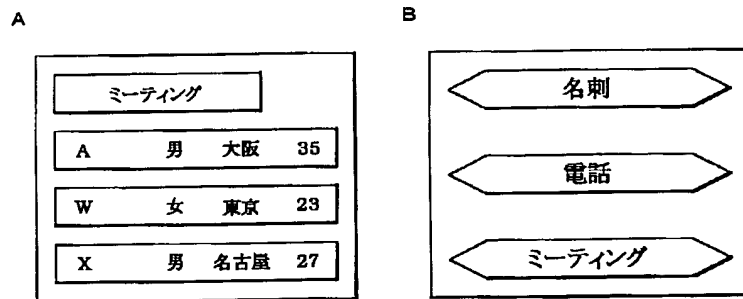 A
ミーティング
A 男 大阪 35
W 女 東京 23
X 男 名古屋 27
B
名刺
電話
ミーティング